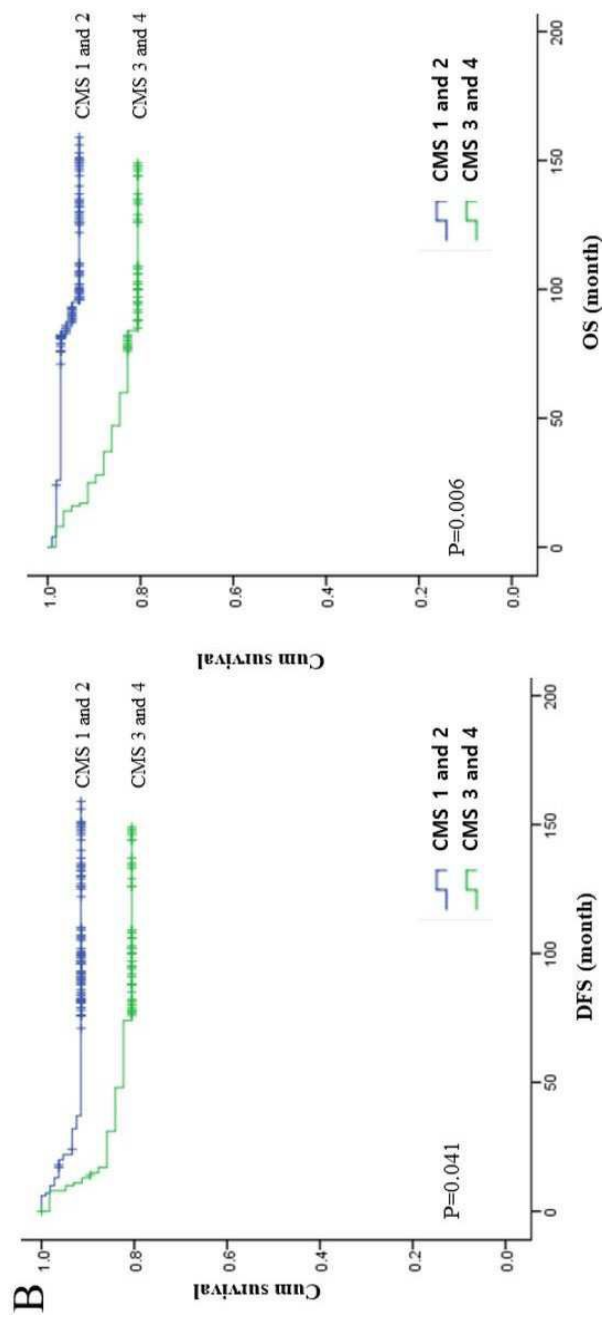 B
Cum survival
1.0
0.8
0.6
0.4
0.2
0.0
CMS 1 and 2
CMS 3 and 4
CMS 1 and 2
CMS 3 and 4
P=0.041
0
50
100
150
200
DFS (month)
Cum survival
1.0
0.8
0.6
0.4
0.2
0.0
CMS 1 and 2
CMS 3 and 4
CMS 1 and 2
CMS 3 and 4
P=0.006
0
50
100
150
200
OS (month)